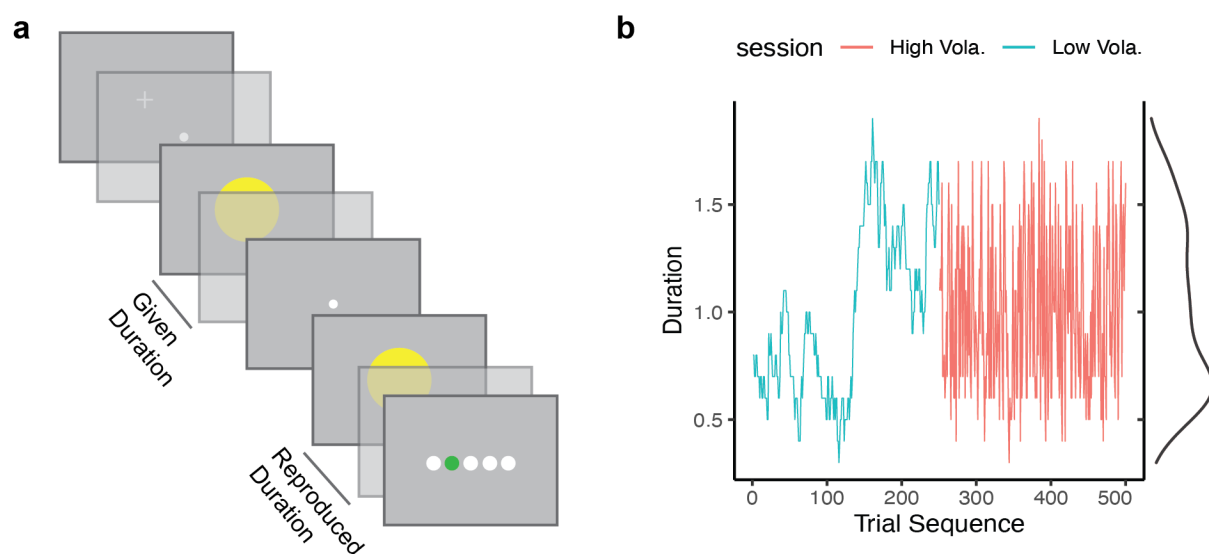 a
Given
Duration
Reproduced
Duration
b
session High Vola. Low Vola.
Duration
1.5
1.0
0.5
0 100 200 300 400 500
Trial Sequence